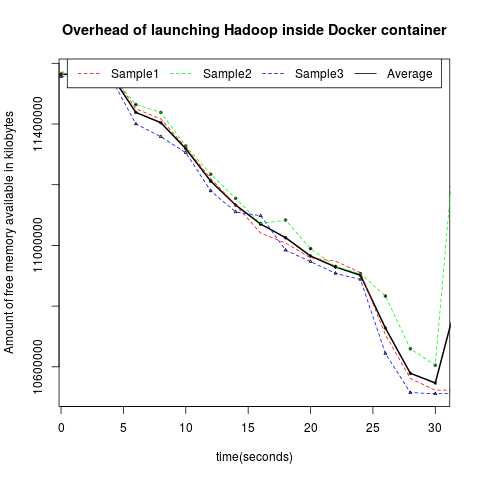 Overhead of launching Hadoop inside Docker container
Sample1 Sample2 Sample3 Average
Amount of free memory available in kilobytes
11400000
11000000
10600000
0 5 10 15 20 25 30
time(seconds)